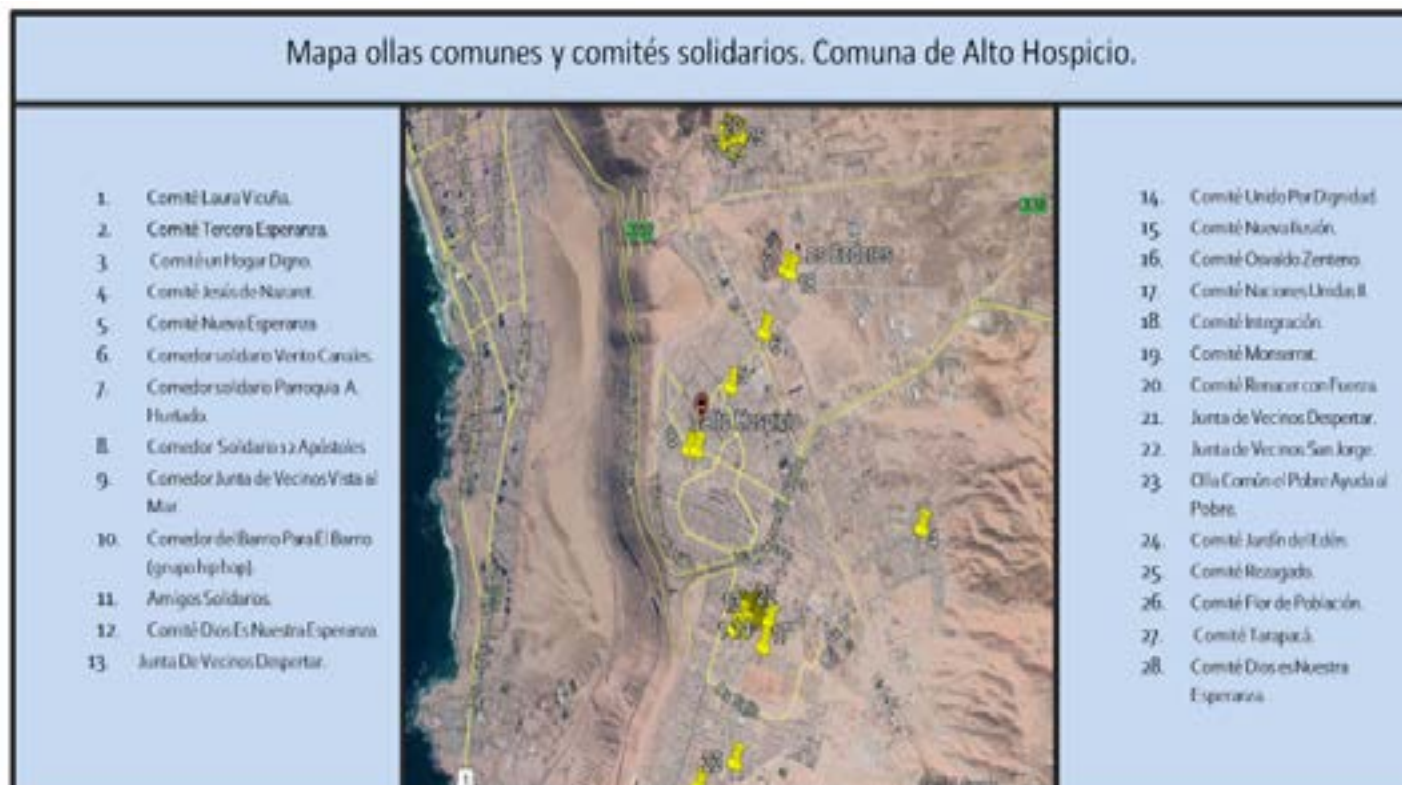 Mapa ollas comunes y comités solidarios. Comuna de Alto Hospicio.
1. Comité Laura Vicuña.
2. Comité Tercera Esperanza.
3. Comité un Hogar Digno.
4. Comité Jesús de Nazaret.
5. Comité Nueva Esperanza
6. Comedor solidario Verito Canales.
7. Comedor solidario Parroquia A.
Hurtado.
8. Comedor Solidario 12 Apóstoles
9. Comedor Junta de Vecinos Vista al
Mar.
10. Comedor del Barrio Para El Barrio
(grupo hip hop).
11. Amigos Solidarios.
12. Comité Dios Es Nuestra Esperanza.
13. Junta De Vecinos Despertar.
Alto Hospicio
1
14. Comité Unido Por Dignidad.
15. Comité Nueva Ilusión.
16. Comité Osvaldo Zenteno.
17. Comité Naciones Unidas II.
18. Comité Integración.
19. Comité Monserrat.
20. Comité Renacer con Fuerza.
21. Junta de Vecinos Despertar.
22. Junta de Vecinos San Jorge.
23. Olla Común el Pobre Ayuda al
Pobre.
24. Comité Jardín del Edén.
25. Comité Rezagado.
26. Comité Flor de Población.
27. Comité Tarapacá.
28. Comité Dios es Nuestra
Esperanza.